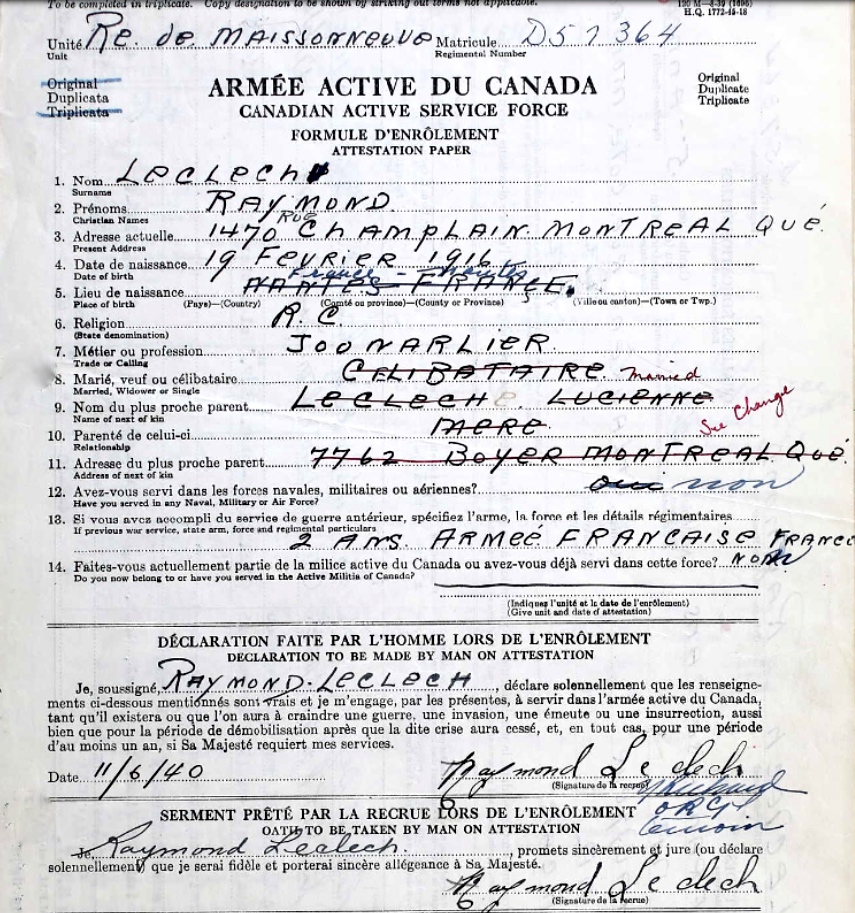 To be completed in triplicate. Copy designation to be shown by striking out terms not applicable.
120 M—8-39 (1696)
H.Q. 1772-45-18
Unité Re. de MAISSONNEUVE Matricule D57364
Unit Regimental Number
Original
Duplicata
Triplicata
ARMÉE ACTIVE DU CANADA
CANADIAN ACTIVE SERVICE FORCE
Original
Duplicate
Triplicate
FORMULE D'ENRÔLEMENT
ATTESTATION PAPER
1. Nom LECLECH
Surname
2. Prénoms RAYMOND
Christian Names
Rue
3. Adresse actuelle 1470 CHAMPLAIN. MONTREAL QUÉ.
Present Address
4. Date de naissance 19 FEVRIER 1916
Date of birth
France - Nantes
5. Lieu de naissance NANTES FRANCE.
Place of birth (Pays)—(Country) (Comté ou province)—(County or Province) (Ville ou canton)—(Town or Twp.)
6. Religion R.C.
(State denomination)
7. Métier ou profession JOUNARLIER
Trade or Calling
8. Marié, veuf ou célibataire CELIBATAIRE married
Married, Widower or Single
9. Nom du plus proche parent LECLECHE LUCIENNE
Name of next of kin
See Change
10. Parenté de celui-ci MERE
Relationship
11. Adresse du plus proche parent 7762 BOYER MONTREAL QUÉ.
Address of next of kin
12. Avez-vous servi dans les forces navales, militaires ou aériennes? oui non
Have you served in any Naval, Military or Air Force?
13. Si vous avez accompli du service de guerre antérieur, spécifiez l'arme, la force et les détails régimentaires
If previous war service, state arm, force and regimental particulars
2 ANS. ARMEÉ FRANCAISE FRANCE
14. Faites-vous actuellement partie de la milice active du Canada ou avez-vous déjà servi dans cette force? NON
Do you now belong to or have you served in the Active Militia of Canada?
(Indiquez l'unité et la date de l'enrôlement)
(Give unit and date of attestation)
DÉCLARATION FAITE PAR L'HOMME LORS DE L'ENRÔLEMENT
DECLARATION TO BE MADE BY MAN ON ATTESTATION
Je, soussigné, RAYMOND. LECLECH, déclare solennellement que les renseigne-
ments ci-dessous mentionnés sont vrais et je m'engage, par les présentes, à servir dans l'armée active du Canada,
tant qu'il existera ou que l'on aura à craindre une guerre, une invasion, une émeute ou une insurrection, aussi
bien que pour la période de démobilisation après que la dite crise aura cessé, et, en tout cas, pour une période
d'au moins un an, si Sa Majesté requiert mes services.
Date 11/6/40 Raymond Leclech
(Signature de la recrue)
SERMENT PRÊTÉ PAR LA RECRUE LORS DE L'ENRÔLEMENT
OATH TO BE TAKEN BY MAN ON ATTESTATION
témoin
Je, Raymond Leclech, promets sincèrement et jure (ou déclare
solennellement) que je serai fidèle et porterai sincère allégeance à Sa Majesté.
Raymond Leclech
(Signature de la recrue)